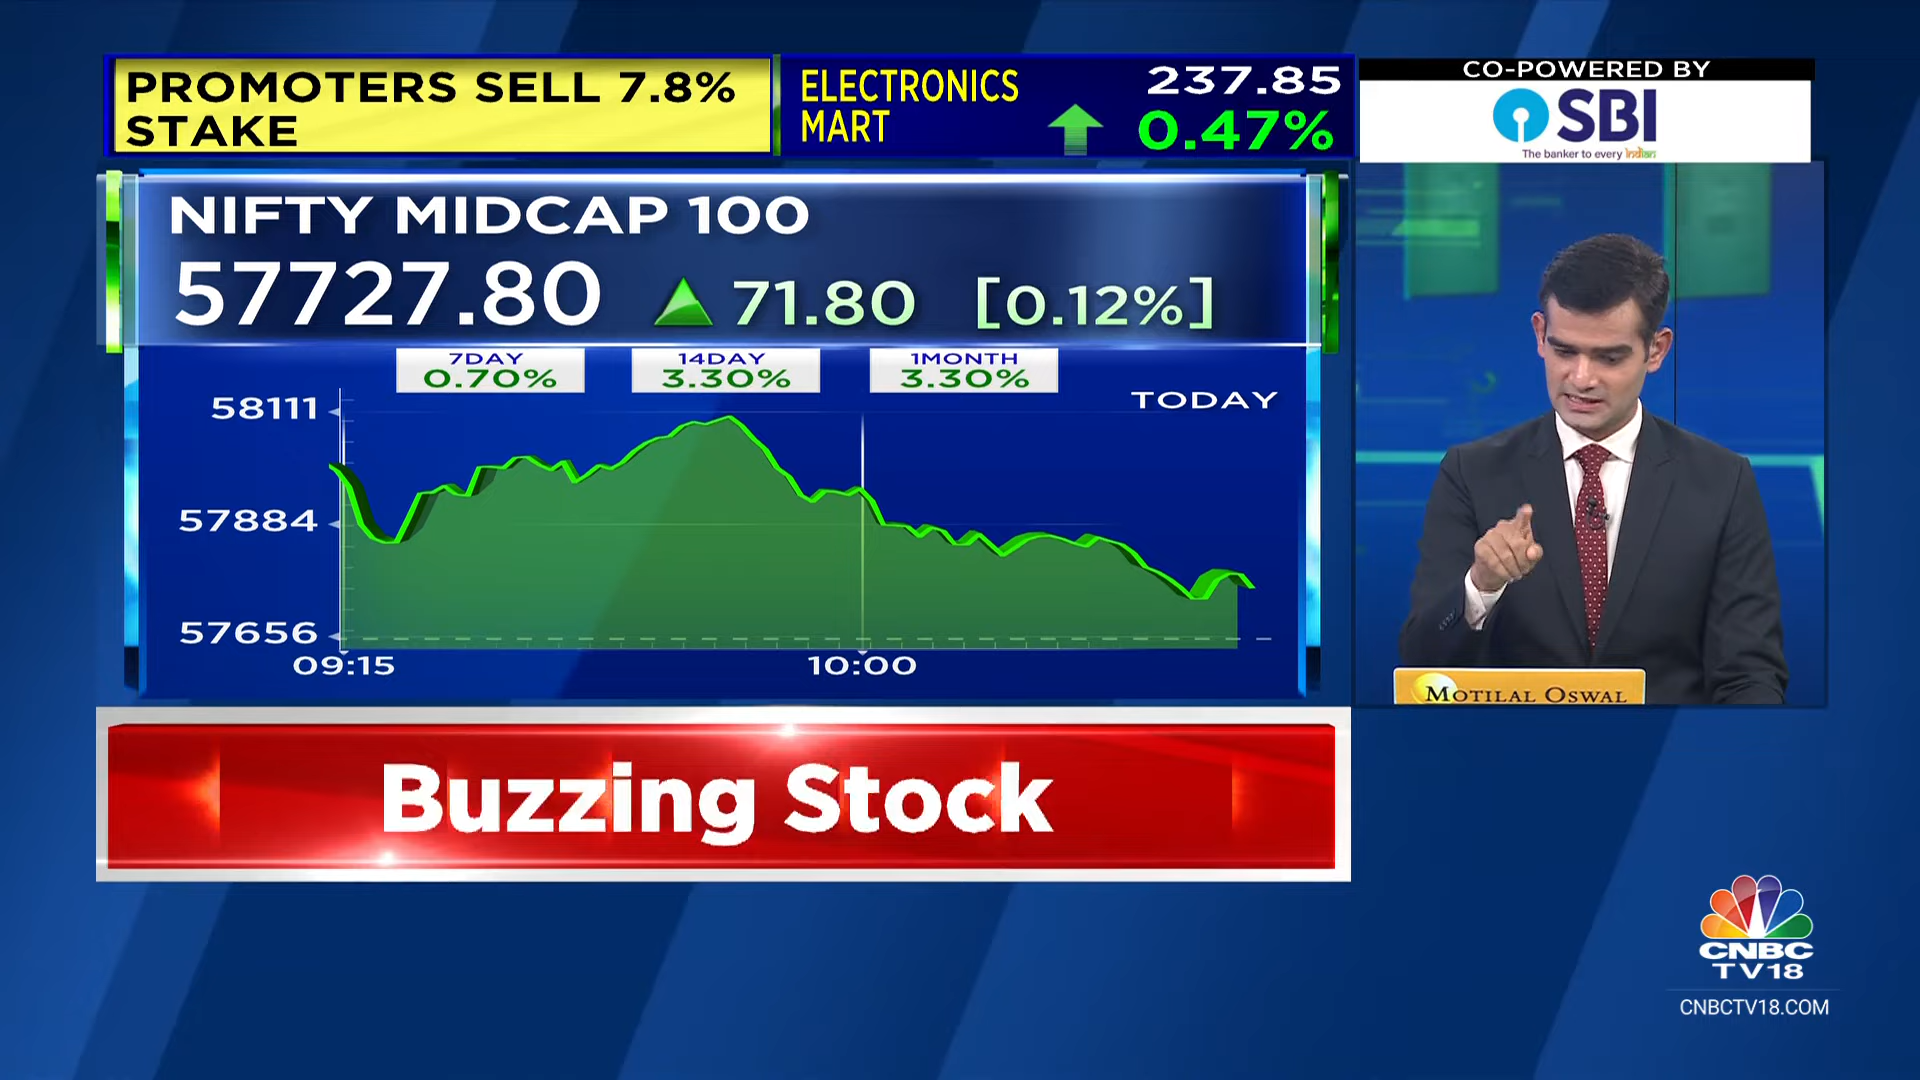 PROMOTERS SELL 7.8%
STAKE
ELECTRONICS
MART
237.85
0.47%
CO-POWERED BY
SBI
The banker to every Indian
NIFTY MIDCAP 100
57727.80 71.80 [0.12%]
7DAY
0.70%
14DAY
3.30%
1MONTH
3.30%
TODAY
58111
57884
57656
09:15
10:00
MOTILAL OSWAL
Buzzing Stock
CNBC
TV18
CNBCTV18.COM